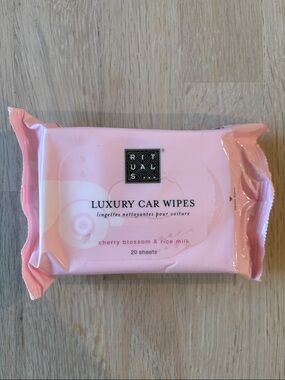 RIT
UAL
S...
LUXURY CAR WIPES
lingettes nettoyantes pour voiture
cherry blossom & rice milk
20 sheets